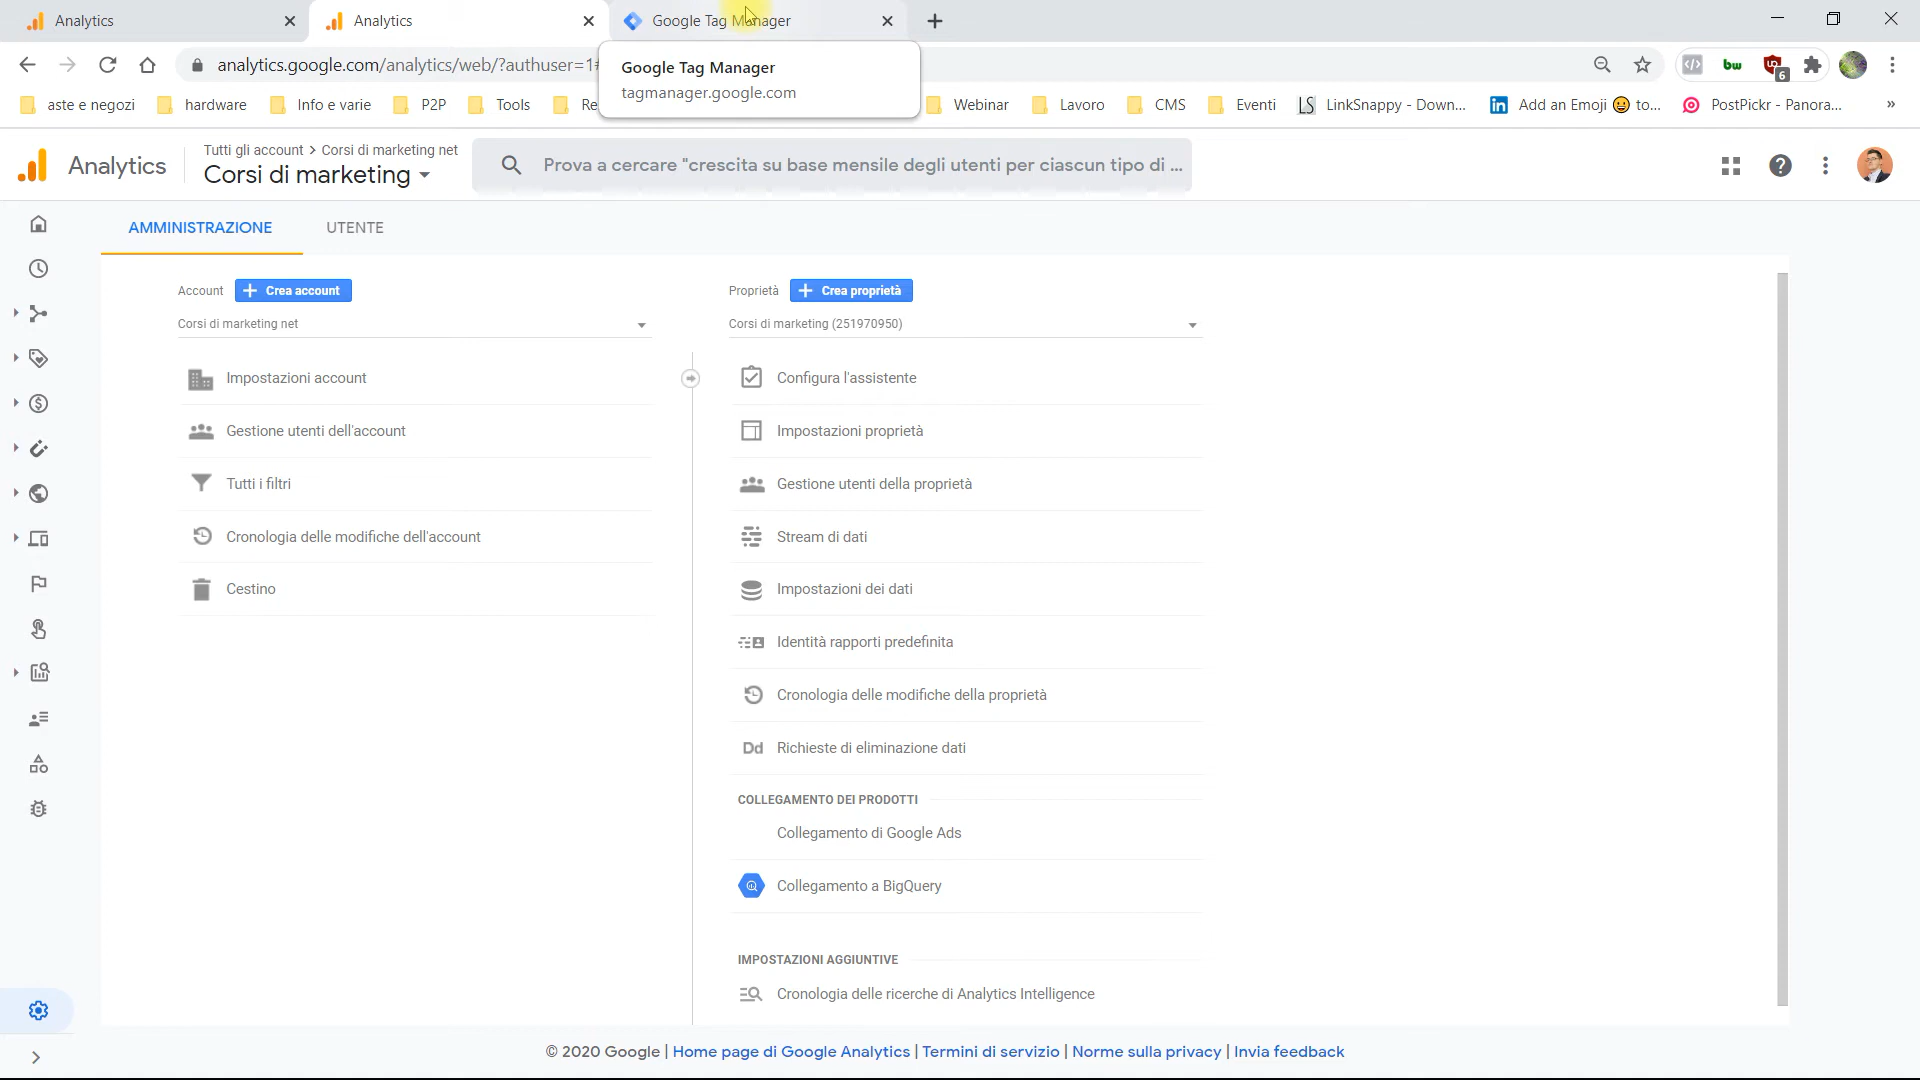 Analytics
Analytics
Google Tag Manager
analytics.google.com/analytics/web/?authuser=1#
Google Tag Manager
tagmanager.google.com
6
aste e negozi
hardware
Info e varie
P2P
Tools
Re
Webinar
Lavoro
CMS
Eventi
LS LinkSnappy - Down...
Add an Emoji 😀 to...
PostPickr - Panora...
»
Analytics
Tutti gli account > Corsi di marketing net
Corsi di marketing
Prova a cercare "crescita su base mensile degli utenti per ciascun tipo di ...
AMMINISTRAZIONE
UTENTE
Account
Crea account
Corsi di marketing net
Impostazioni account
Gestione utenti dell'account
Tutti i filtri
Cronologia delle modifiche dell'account
Cestino
Proprietà
Crea proprietà
Corsi di marketing (251970950)
Configura l'assistente
Impostazioni proprietà
Gestione utenti della proprietà
Stream di dati
Impostazioni dei dati
Identità rapporti predefinita
Cronologia delle modifiche della proprietà
Dd Richieste di eliminazione dati
COLLEGAMENTO DEI PRODOTTI
Collegamento di Google Ads
Collegamento a BigQuery
IMPOSTAZIONI AGGIUNTIVE
Cronologia delle ricerche di Analytics Intelligence
© 2020 Google | Home page di Google Analytics | Termini di servizio | Norme sulla privacy | Invia feedback